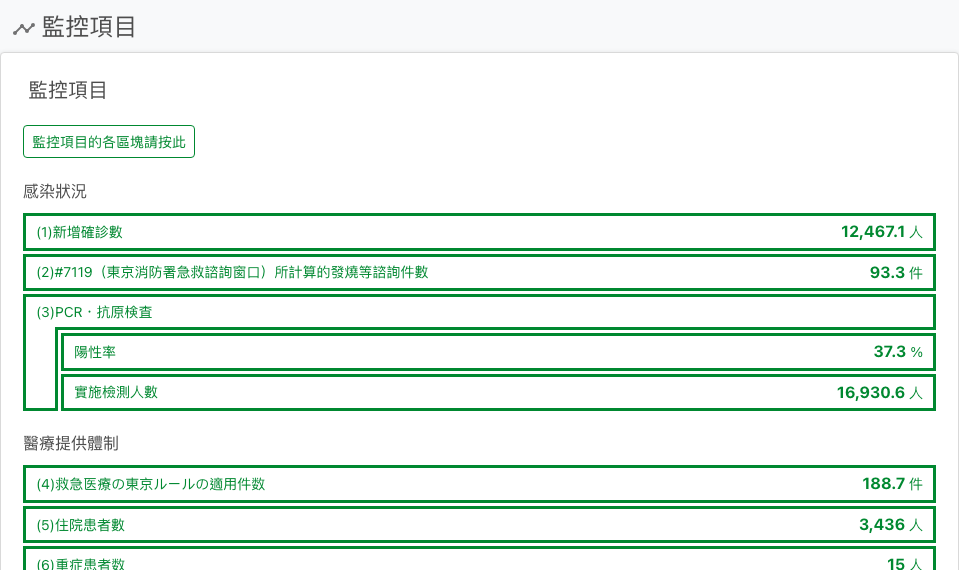 監控項目
監控項目
監控項目的各區塊請按此
感染狀況
(1)新增確診數 12,467.1 人
(2)#7119（東京消防署急救諮詢窗口）所計算的發燒等諮詢件數 93.3 件
(3)PCR・抗原検査
陽性率 37.3 %
實施檢測人數 16,930.6 人
醫療提供體制
(4)救急医療の東京ルールの適用件数 188.7 件
(5)住院患者數 3,436 人
(6)重症患者数 15 人